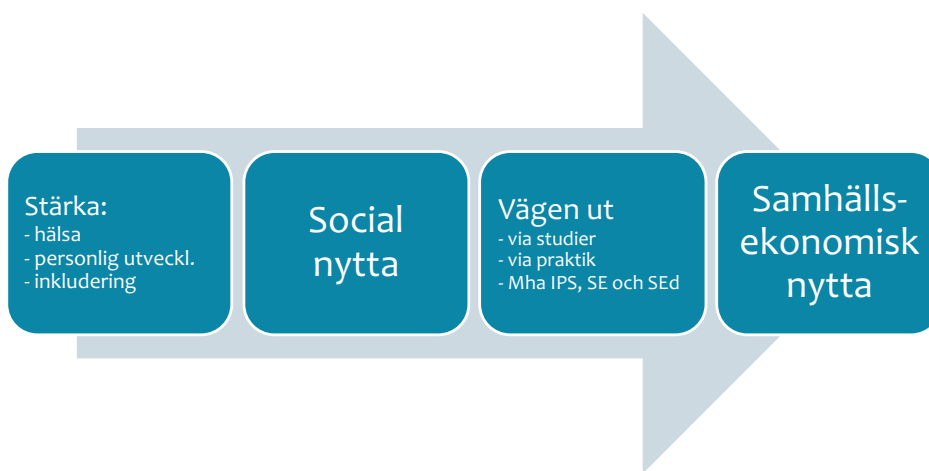 Stärka:
- hälsa
- personlig utveckl.
- inkludering
Social
nytta
Vägen ut
- via studier
- via praktik
- Mha IPS, SE och SEd
Samhälls-
ekonomisk
nytta